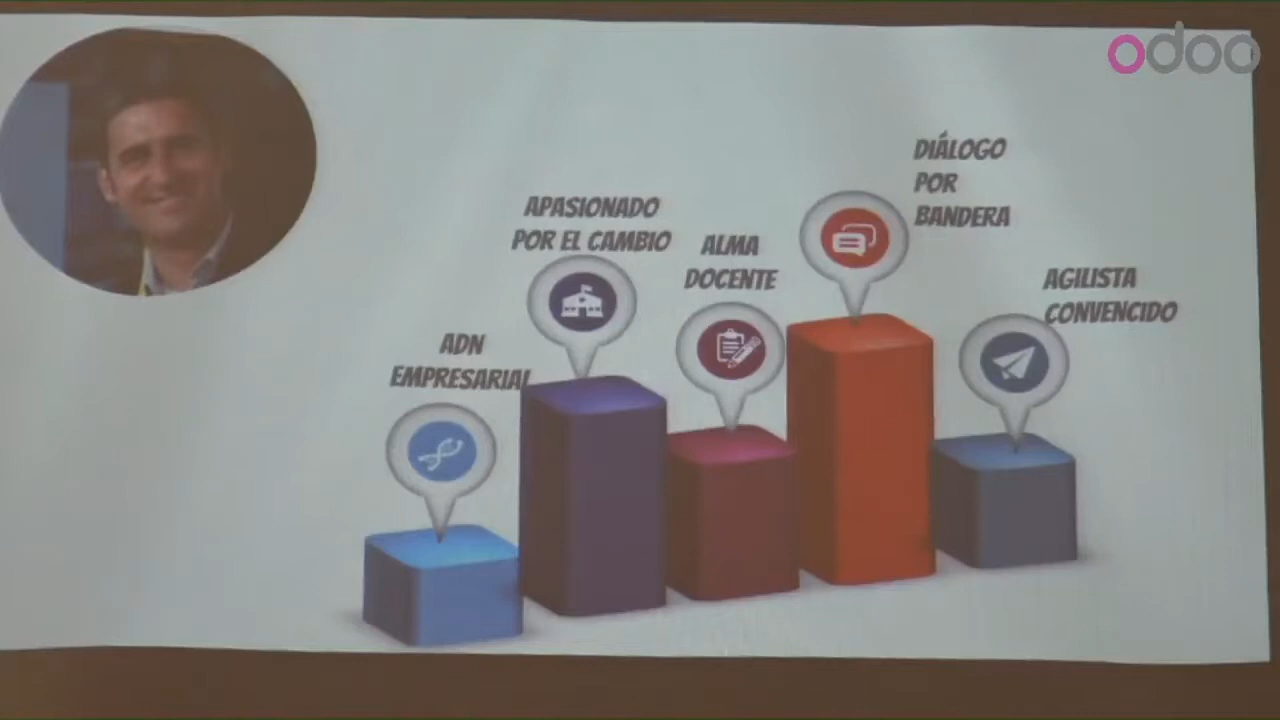 odoo
ADN
EMPRESARIAL
APASIONADO
POR EL CAMBIO
ALMA
DOCENTE
DIÁLOGO
POR
BANDERA
AGILISTA
CONVENCIDO